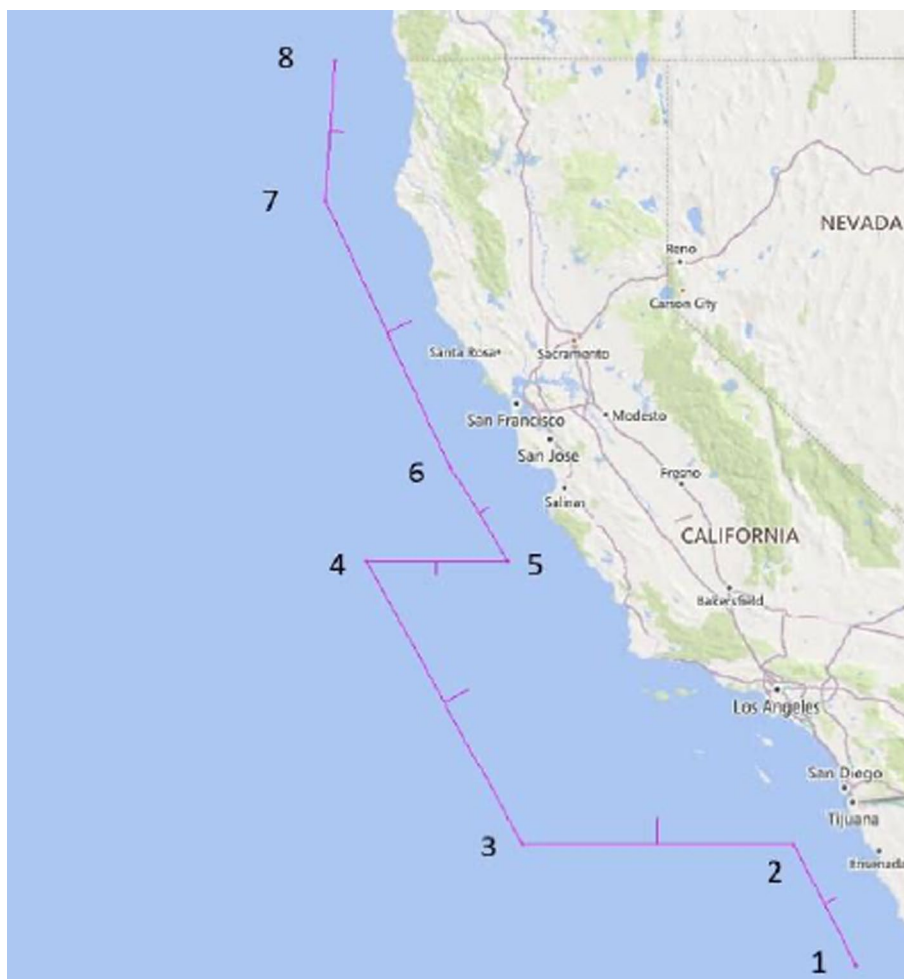 8
7
NEVADA
Reno
Carson City
Santa Rosa
Sacramento
San Francisco
Modesto
San Jose
6
Fresno
Salinas
CALIFORNIA
4
5
Bakersfield
Los Angeles
San Diego
Tijuana
3
2
Ensenada
1